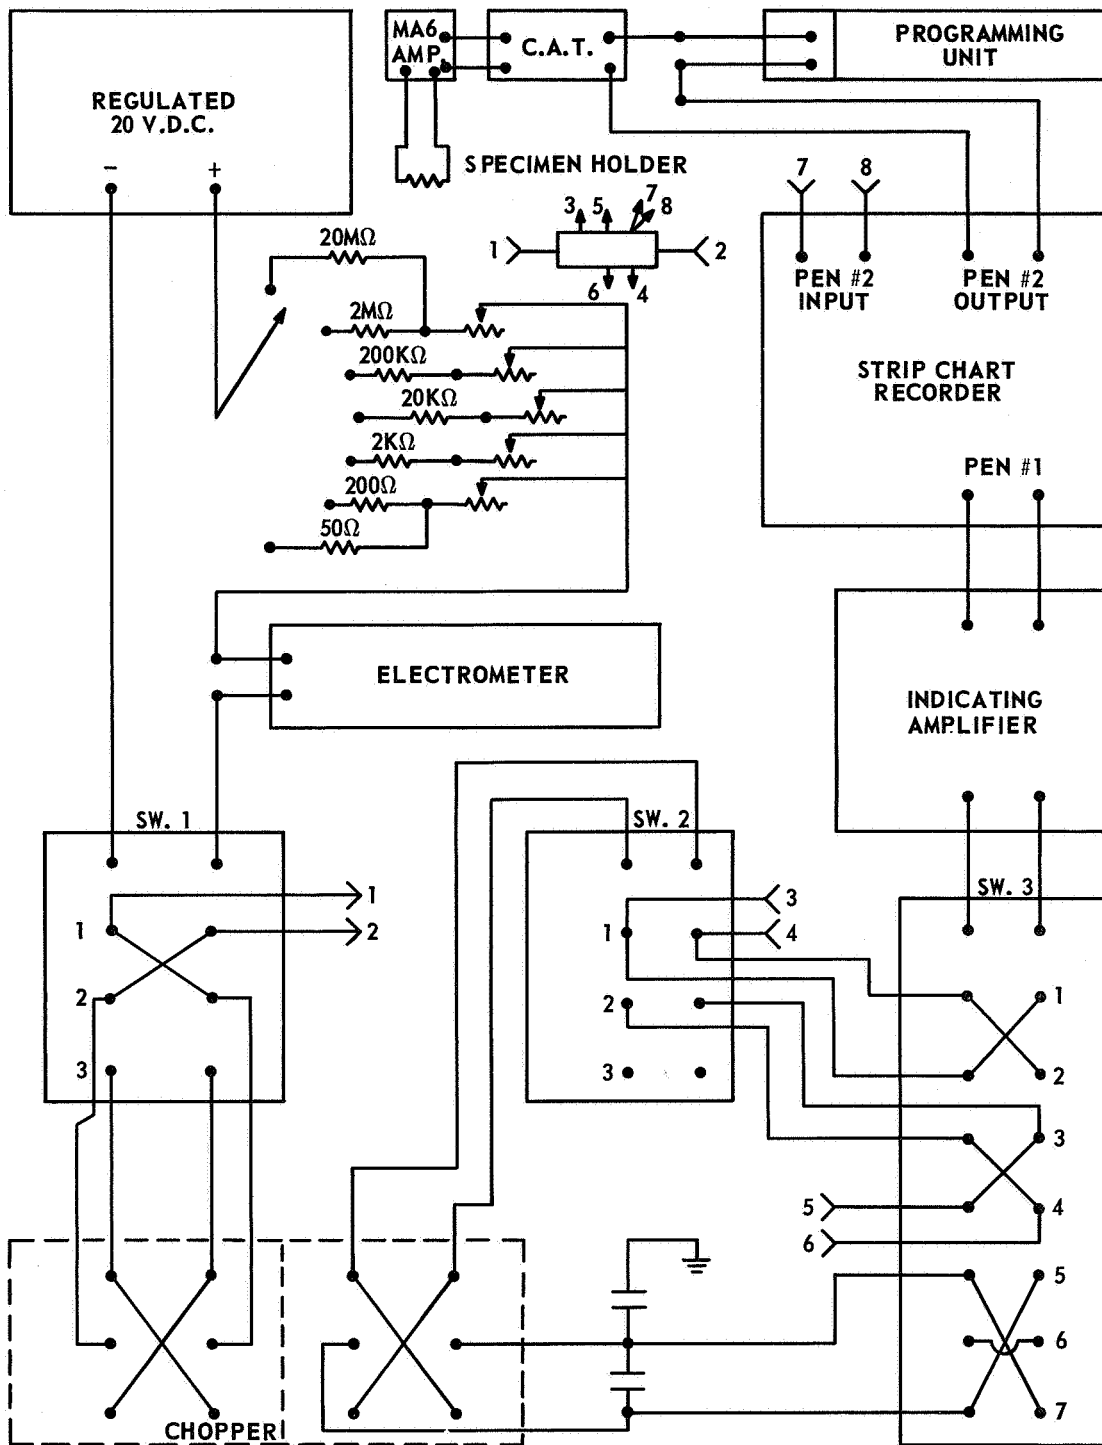 MA6
AMP.
C.A.T.
PROGRAMMING
UNIT
REGULATED
20 V.D.C.
- +
SPECIMEN HOLDER
7 8
3 5 7 8
1 2
6 4
PEN #2
INPUT
PEN #2
OUTPUT
20MΩ
2MΩ
200KΩ
20KΩ
2KΩ
200Ω
50Ω
STRIP CHART
RECORDER
PEN #1
ELECTROMETER
INDICATING
AMPLIFIER
SW. 1
1
2
1
2
3
SW. 2
3
4
1
2
3
SW. 3
1
2
3
4
5
6
5
6
7
CHOPPER